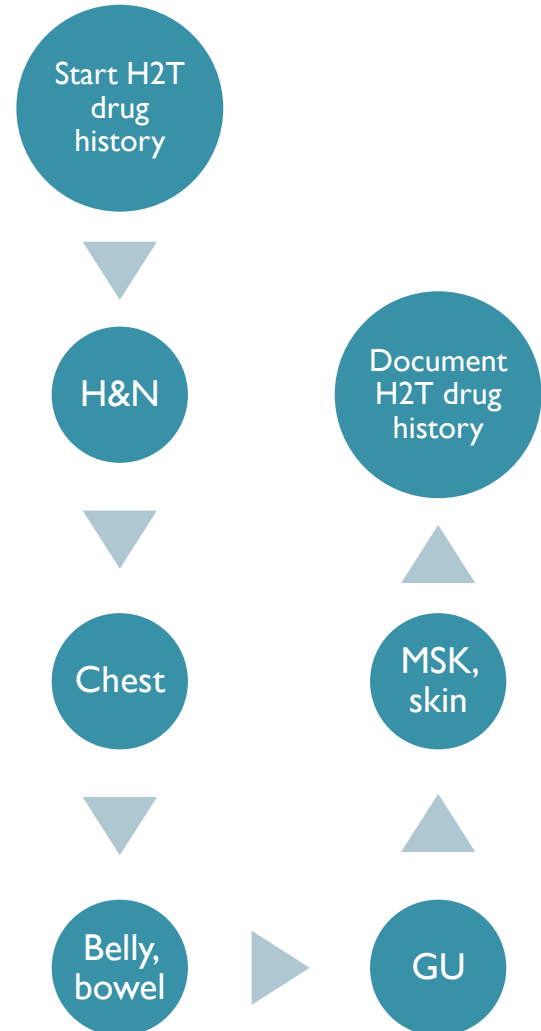 Start H2T
drug
history
H&N
Chest
Belly,
bowel
GU
MSK,
skin
Document
H2T drug
history